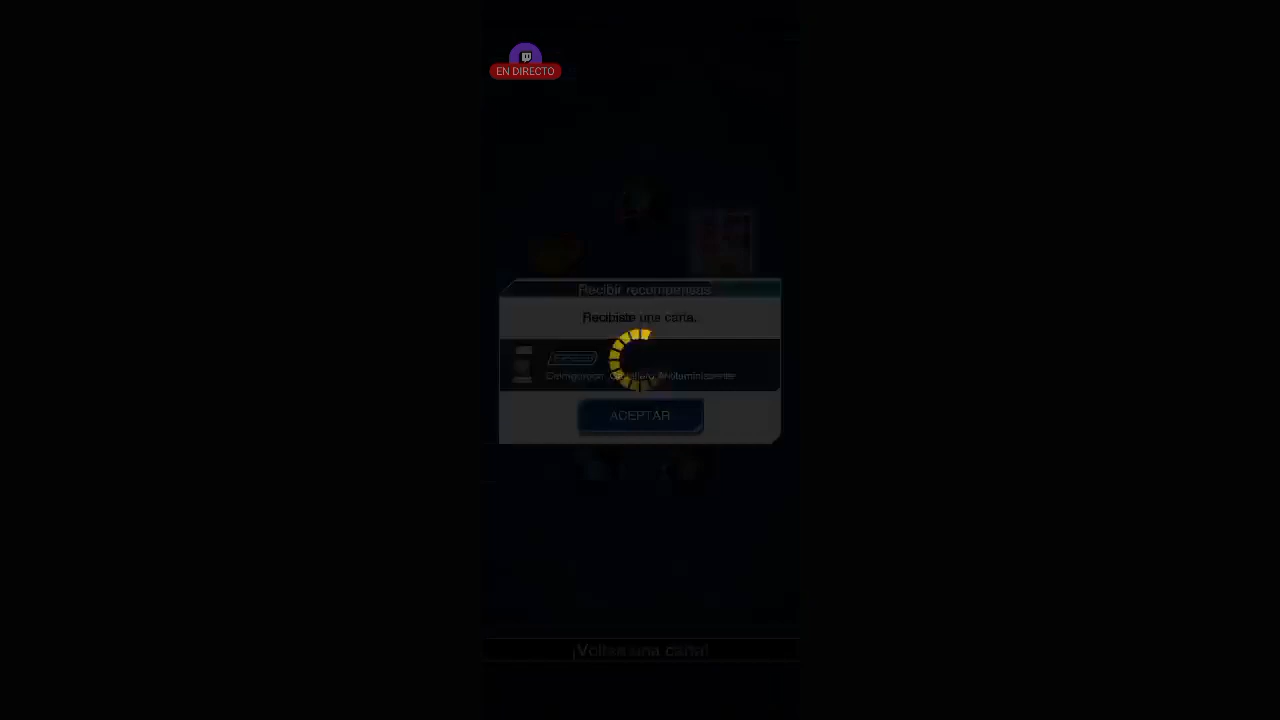 EN DIRECTO
Recibir recompensas
Recibiste una carta.
ACEPTAR
¡Voltea una carta!